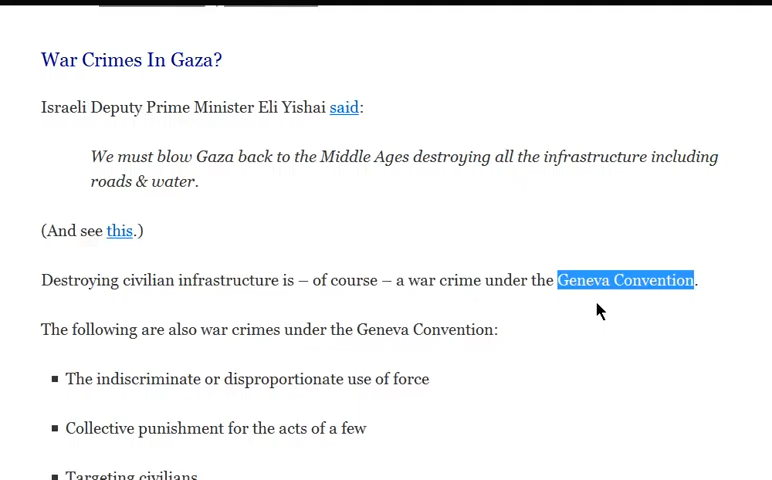 War Crimes In Gaza?
Israeli Deputy Prime Minister Eli Yishai said:
We must blow Gaza back to the Middle Ages destroying all the infrastructure including
roads & water.
(And see this.)
Destroying civilian infrastructure is – of course – a war crime under the Geneva Convention.
The following are also war crimes under the Geneva Convention:
▪ The indiscriminate or disproportionate use of force
▪ Collective punishment for the acts of a few
▪ Targeting civilians